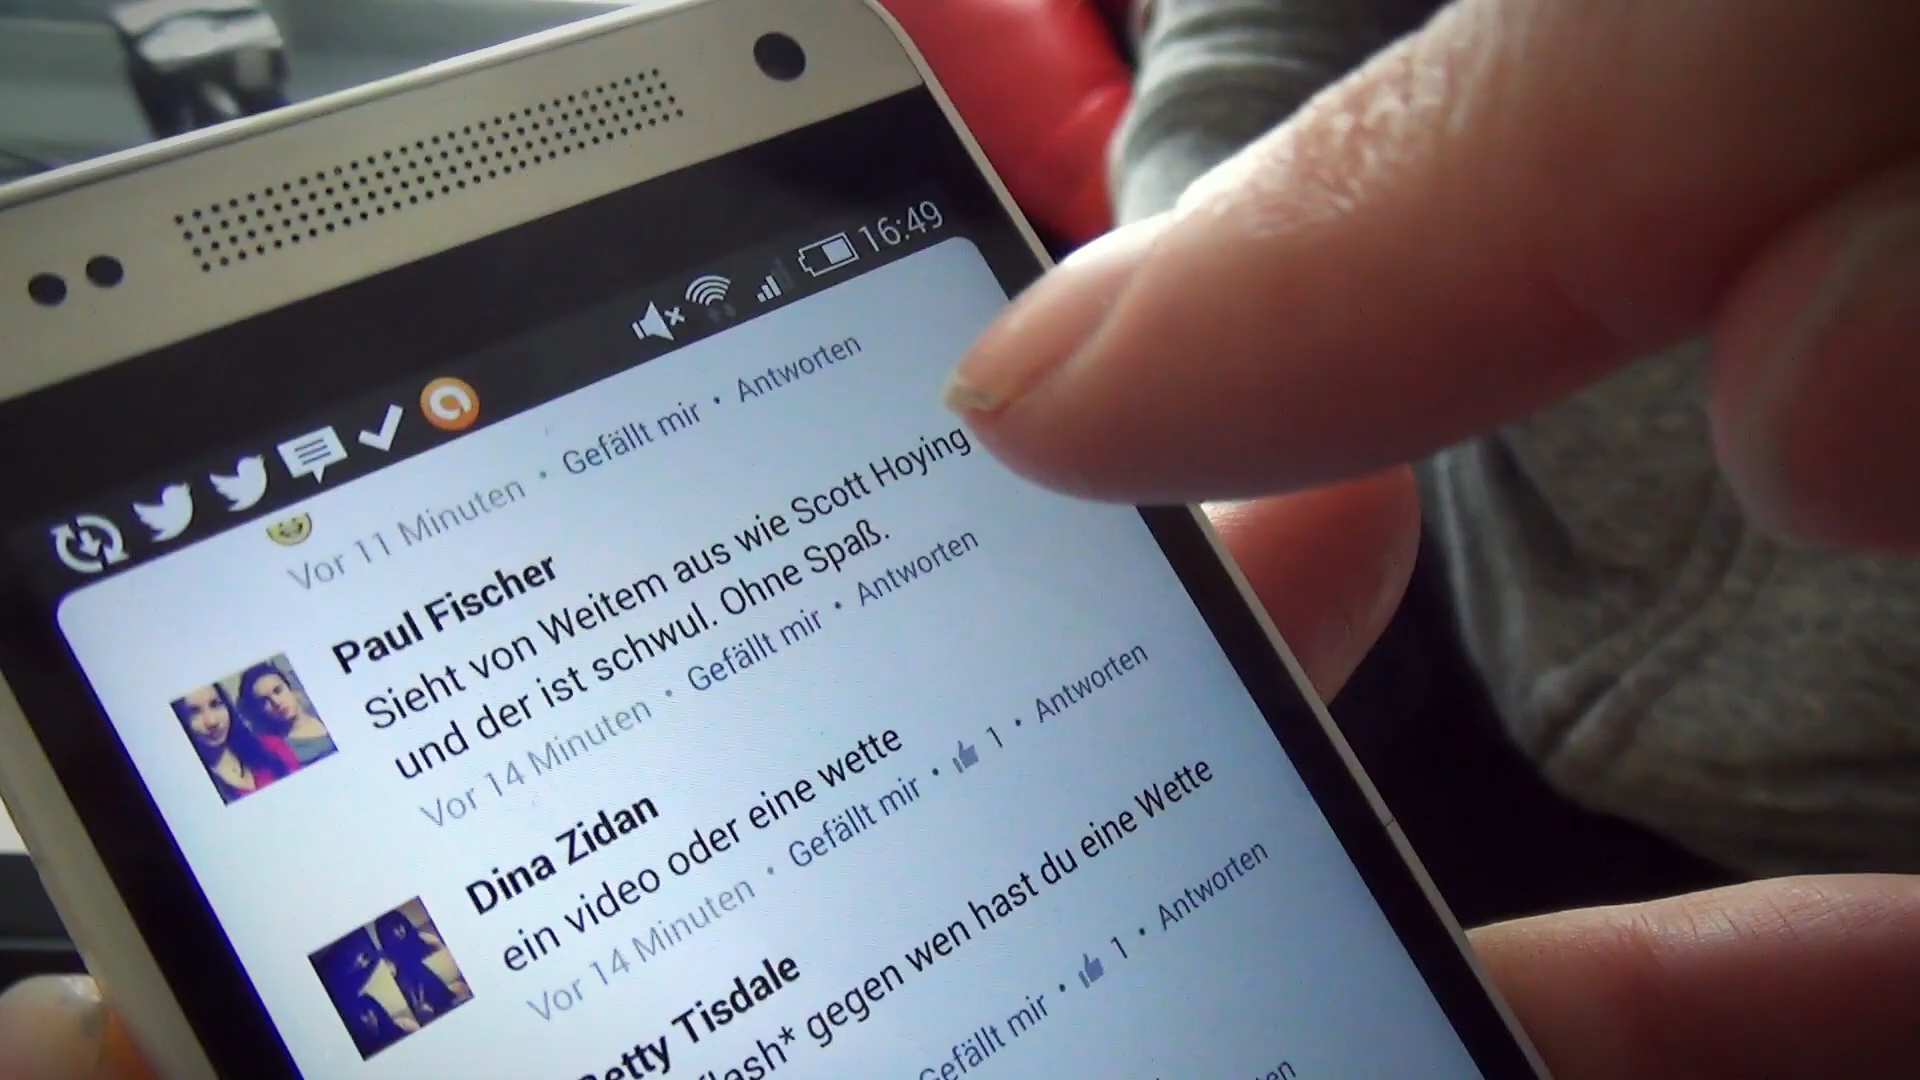 16:49
Vor 11 Minuten • Gefällt mir • Antworten
Paul Fischer
Sieht von Weitem aus wie Scott Hoying
und der ist schwul. Ohne Spaß.
Vor 14 Minuten • Gefällt mir • Antworten
Dina Zidan
ein video oder eine wette
Vor 14 Minuten • Gefällt mir • 1 • Antworten
Tisdale
gegen wen hast du eine Wette
Gefällt mir • 1 • Antworten